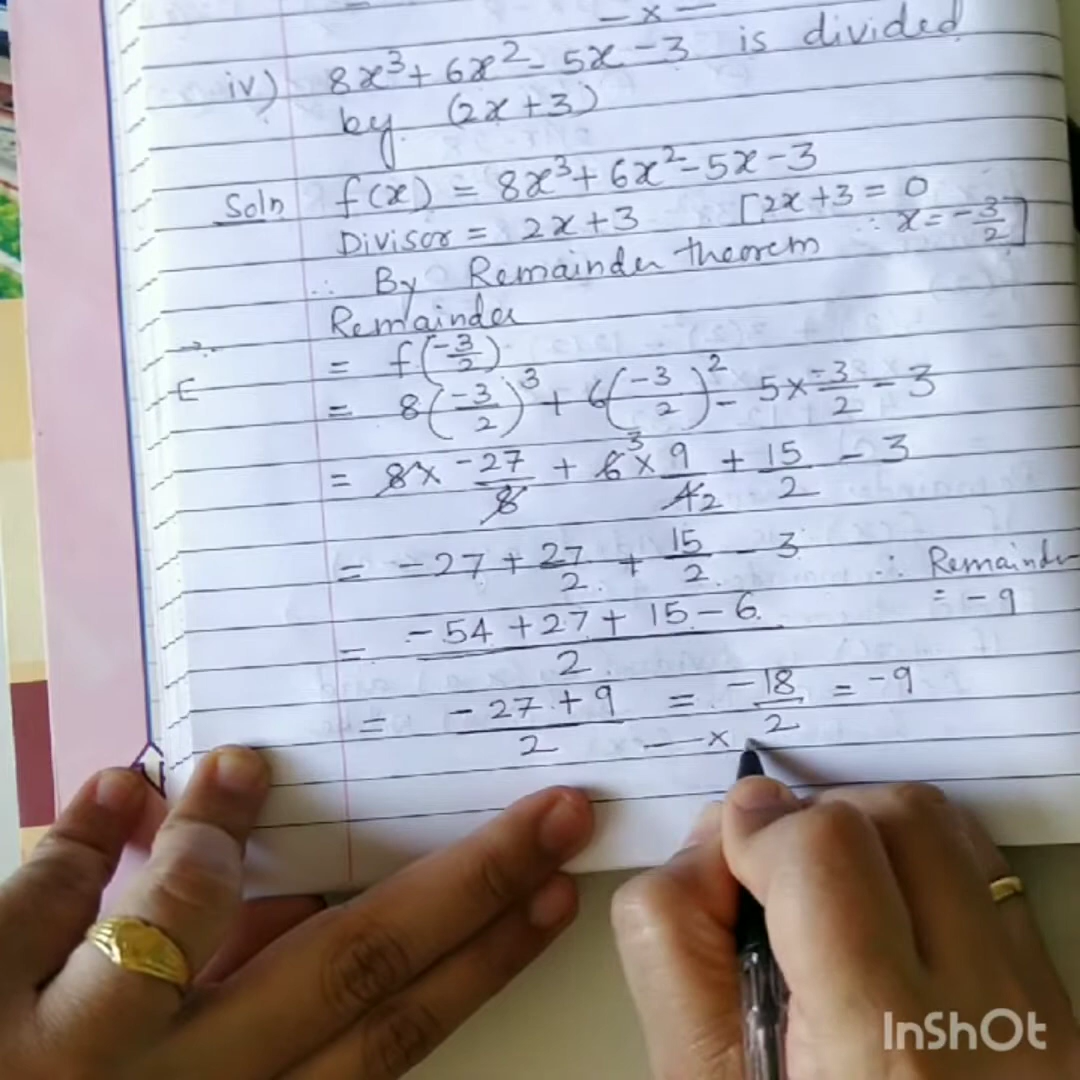 — x —
iv) 8x³ + 6x² - 5x - 3 is divided
by (2x + 3)
Soln f(x) = 8x³ + 6x² - 5x - 3
Divisor = 2x + 3 [2x + 3 = 0
∴ x = -3/2]
∴ By Remainder theorem
Remainder
= f(-3/2)
= 8(-3/2)³ + 6(-3/2)² - 5x -3/2 - 3
= 8 x -27/8 + 6 3 x 9/4 2 + 15/2 - 3
= -27 + 27/2 + 15/2 - 3
∴ Remainder
= -9
= -54 + 27 + 15 - 6/2
= -27 + 9/2 = -18/2 = -9
— x
InShOt